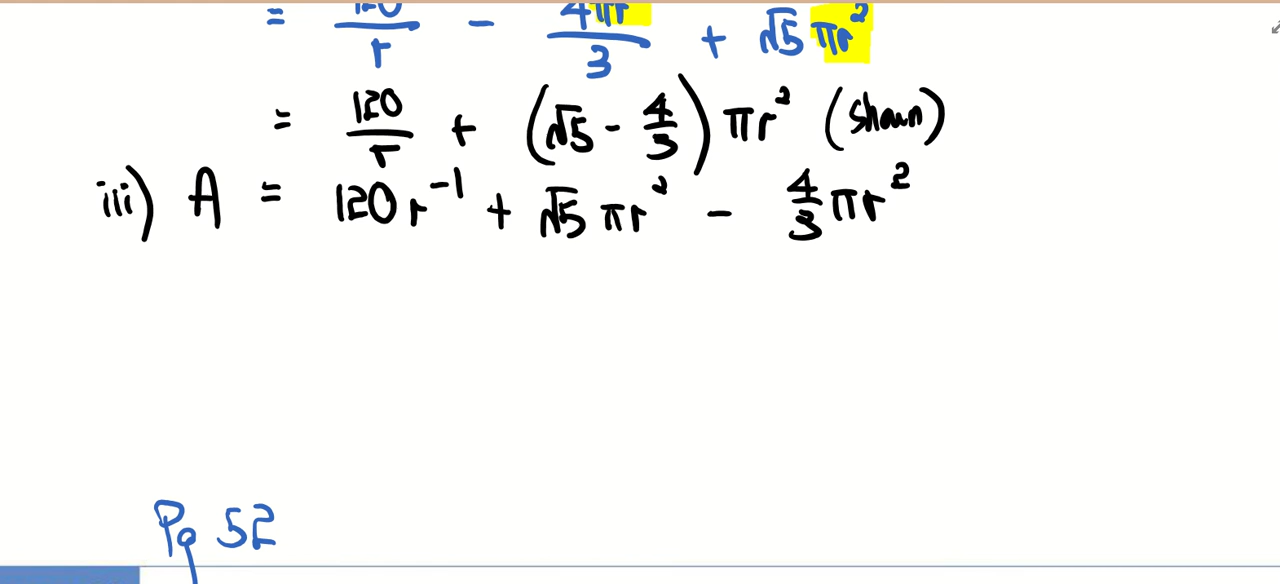 = 120/r - 4πr/3 + √5 πr²
= 120/r + (√5 - 4/3) πr² (shown)
iii) A = 120r⁻¹ + √5 πr² - 4/3 πr²
Pg 52